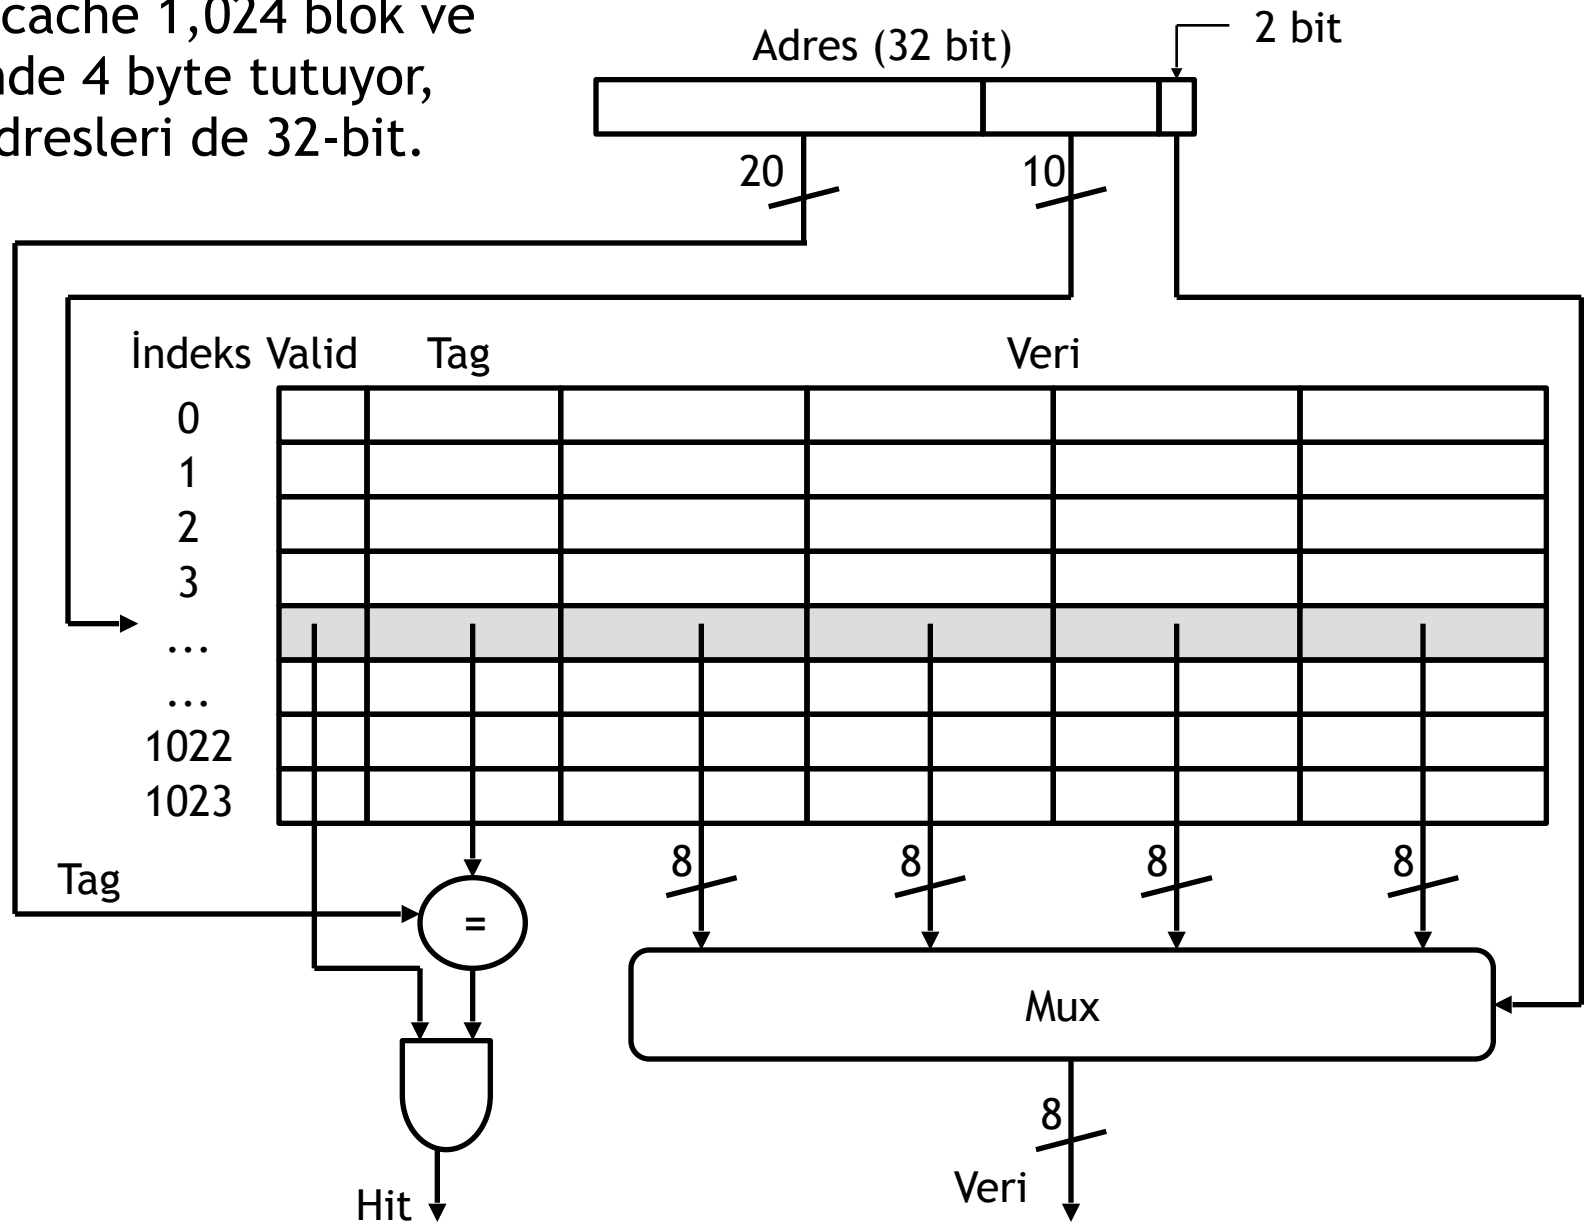 cache 1,024 blok ve
nde 4 byte tutuyor,
dresleri de 32-bit.
Adres (32 bit)
2 bit
20
10
İndeks Valid Tag Veri
0
1
2
3
...
...
1022
1023
8 8 8 8
Tag
=
Mux
8
Veri
Hit